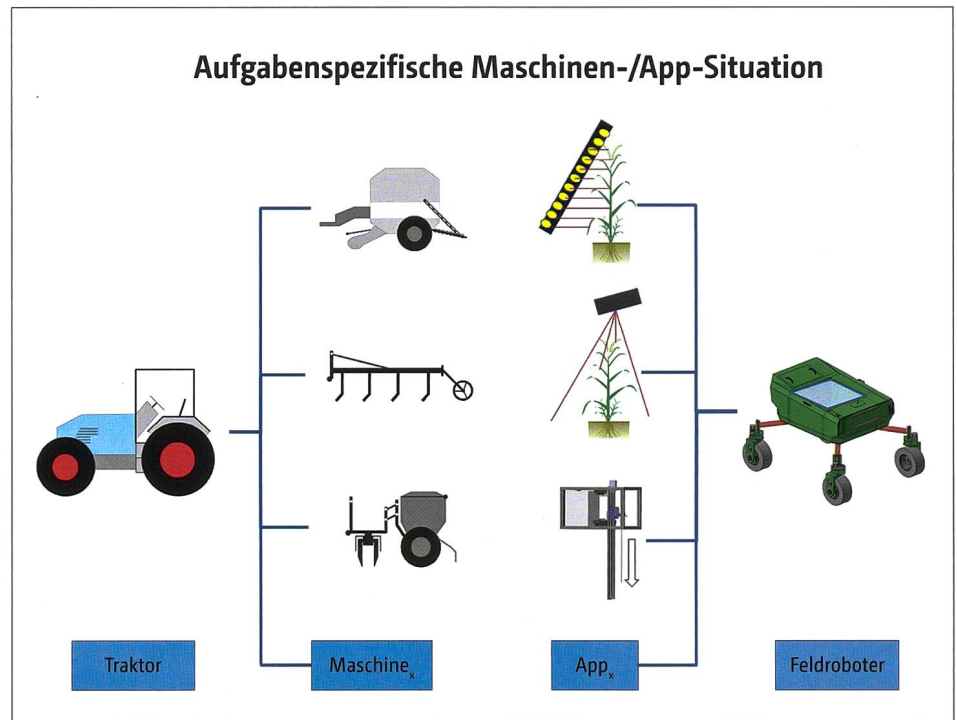 Aufgabenspezifische Maschinen-/App-Situation
Traktor
Maschineₓ
Appₓ
Feldroboter